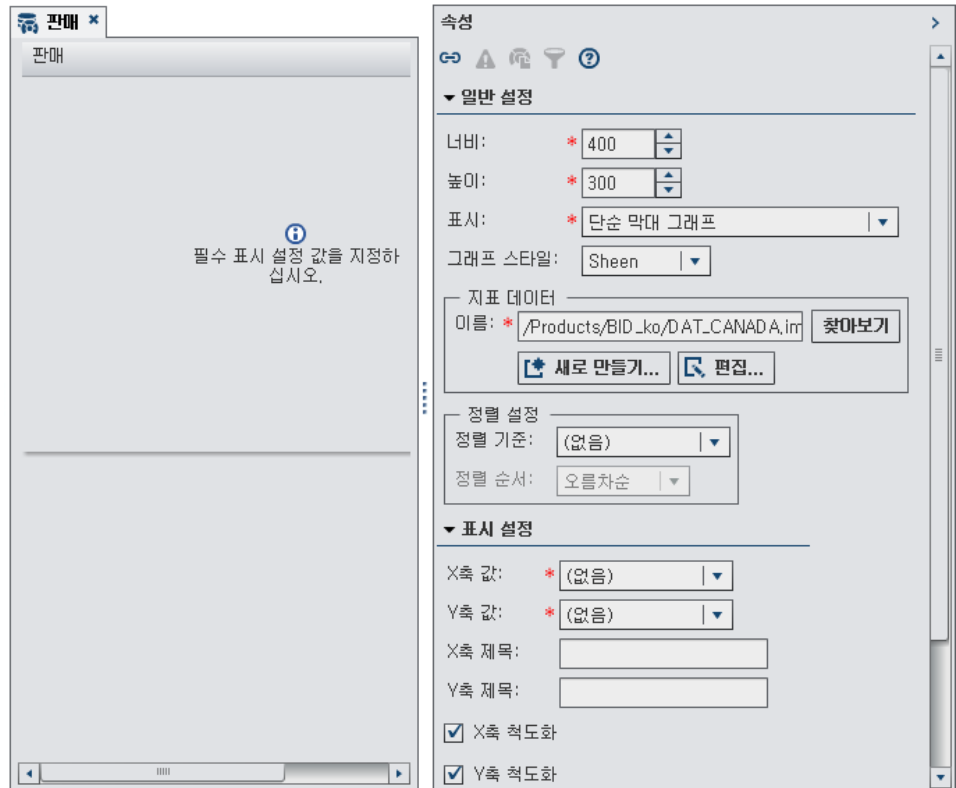 판매
판매
필수 표시 설정 값을 지정하
십시오.
속성
일반 설정
너비: * 400
높이: * 300
표시: * 단순 막대 그래프
그래프 스타일: Sheen
지표 데이터
이름: * /Products/BID_ko/DAT_CANADA.im 찾아보기
새로 만들기... 편집...
정렬 설정
정렬 기준: (없음)
정렬 순서: 오름차순
표시 설정
X축 값: * (없음)
Y축 값: * (없음)
X축 제목:
Y축 제목:
X축 척도화
Y축 척도화